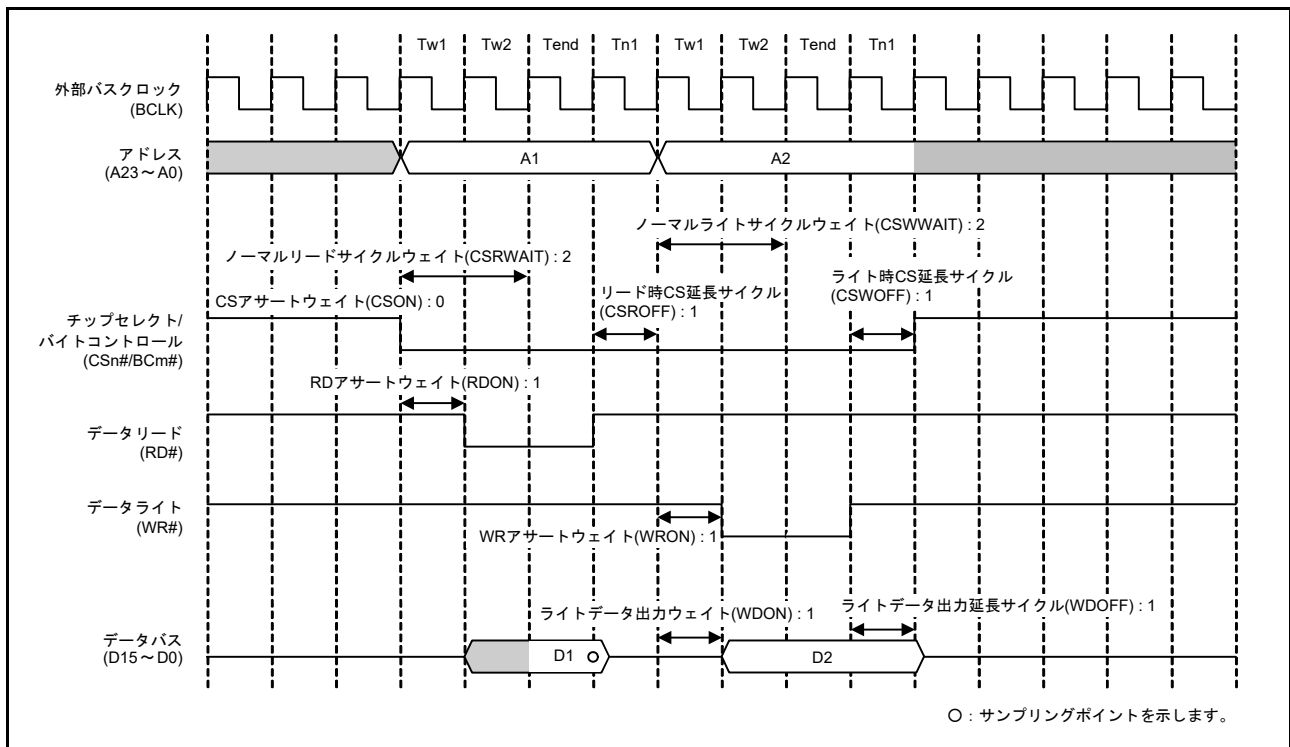 Tw1 Tw2 Tend Tn1 Tw1 Tw2 Tend Tn1
外部バスクロック
(BCLK)
アドレス
(A23～A0)
A1
A2
ノーマルライトサイクルウェイト(CSWWAIT) : 2
ノーマルリードサイクルウェイト(CSRWAIT) : 2
リード時CS延長サイクル
(CSROFF) : 1
ライト時CS延長サイクル
(CSWOFF) : 1
CSアサートウェイト(CSON) : 0
チップセレクト/
バイトコントロール
(CSn#/BCm#)
RDアサートウェイト(RDON) : 1
データリード
(RD#)
データライト
(WR#)
WRアサートウェイト(WRON) : 1
ライトデータ出力ウェイト(WDON) : 1
ライトデータ出力延長サイクル(WDOFF) : 1
データバス
(D15～D0)
D1
D2
○ : サンプリングポイントを示します。